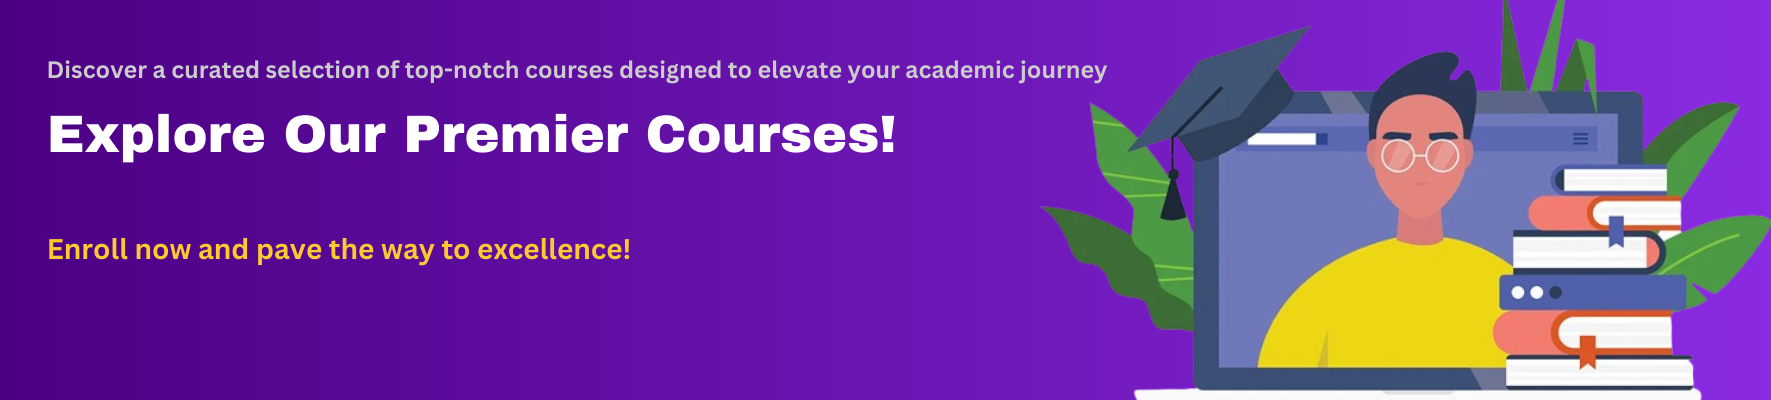 Discover a curated selection of top-notch courses designed to elevate your academic journey
Explore Our Premier Courses!
Enroll now and pave the way to excellence!